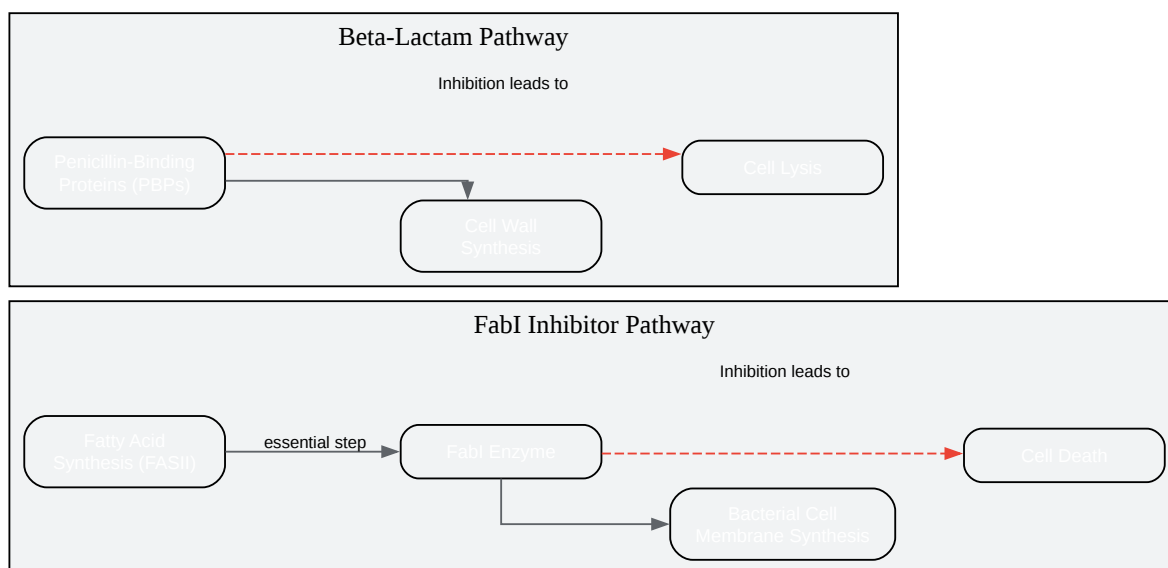 Beta-Lactam Pathway
Inhibition leads to
Penicillin-Binding
Proteins (PBPs)
Cell Lysis
Cell Wall
Synthesis
FabI Inhibitor Pathway
Inhibition leads to
Fatty Acid
Synthesis (FASII)
essential step
FabI Enzyme
Cell Death
Bacterial Cell
Membrane Synthesis